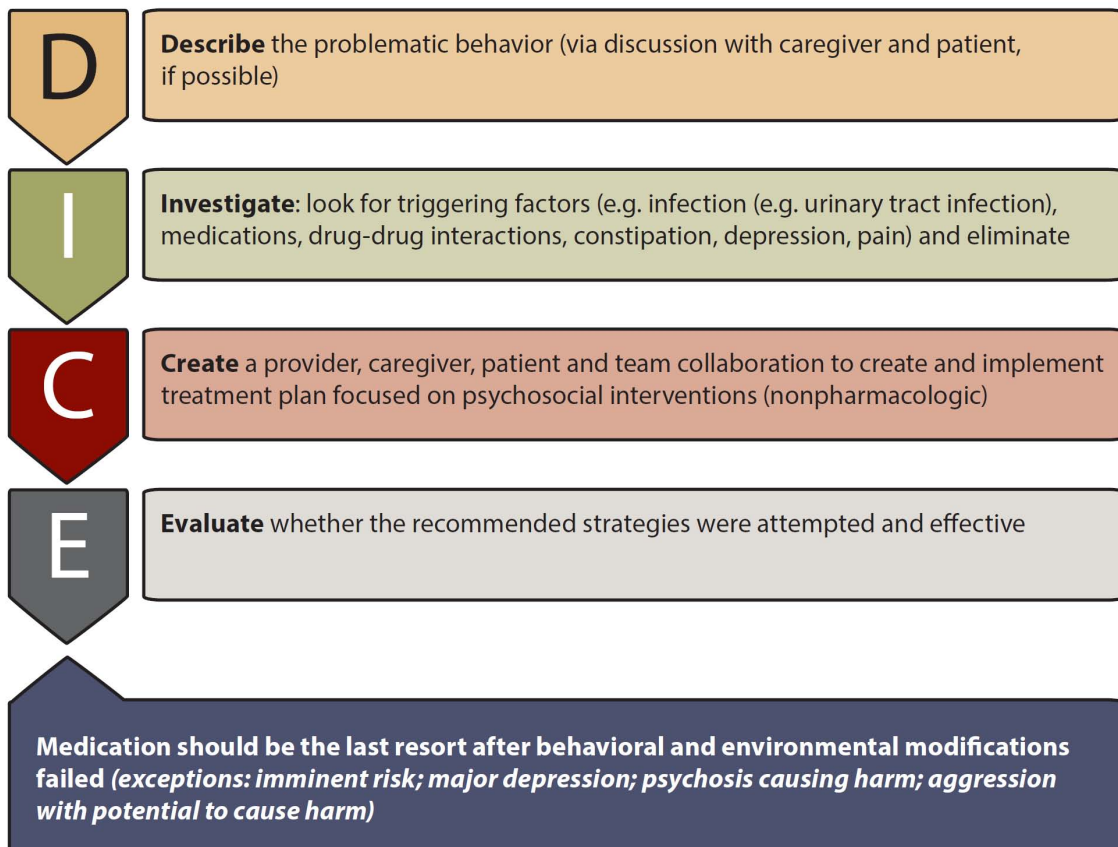 D
Describe the problematic behavior (via discussion with caregiver and patient,
if possible)
I
Investigate: look for triggering factors (e.g. infection (e.g. urinary tract infection),
medications, drug-drug interactions, constipation, depression, pain) and eliminate
C
Create a provider, caregiver, patient and team collaboration to create and implement
treatment plan focused on psychosocial interventions (nonpharmacologic)
E
Evaluate whether the recommended strategies were attempted and effective
Medication should be the last resort after behavioral and environmental modifications
failed (exceptions: imminent risk; major depression; psychosis causing harm; aggression
with potential to cause harm)